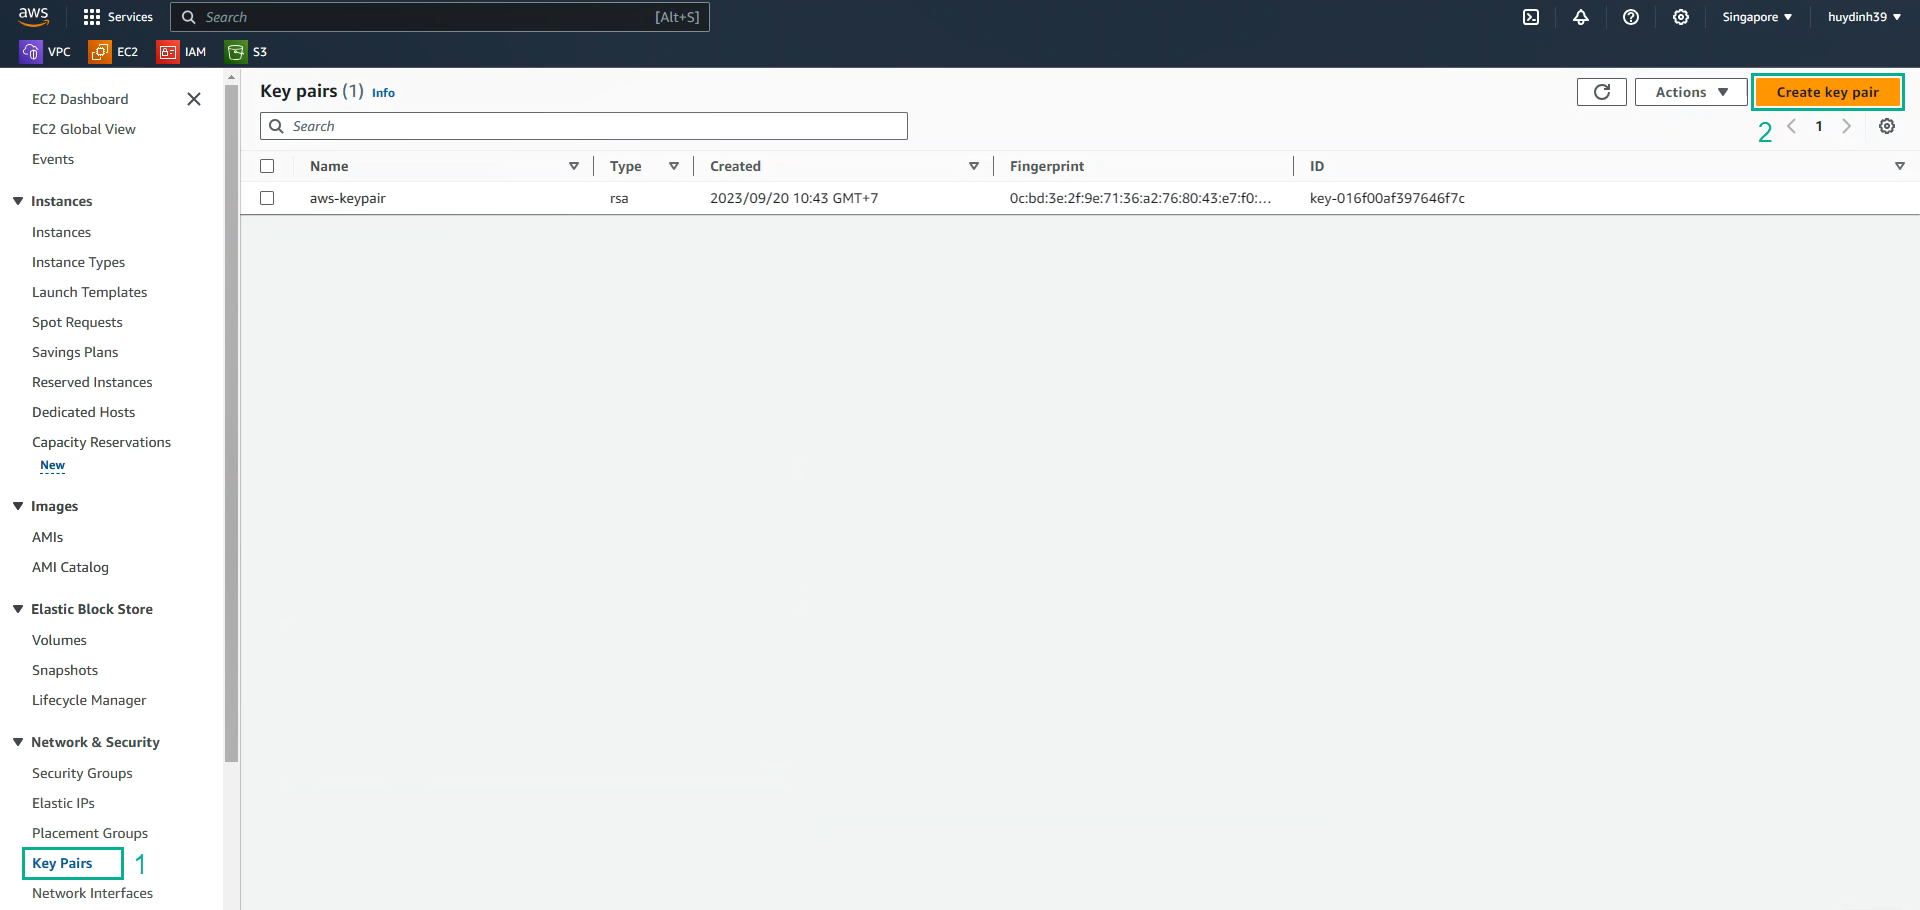 aws Services Search [Alt+S] Singapore huydinh39
VPC EC2 IAM S3
EC2 Dashboard
EC2 Global View
Events
Instances
Instances
Instance Types
Launch Templates
Spot Requests
Savings Plans
Reserved Instances
Dedicated Hosts
Capacity Reservations
New
Images
AMIs
AMI Catalog
Elastic Block Store
Volumes
Snapshots
Lifecycle Manager
Network & Security
Security Groups
Elastic IPs
Placement Groups
Key Pairs 1
Network Interfaces
Key pairs (1) Info Actions Create key pair
Search 2 1
Name Type Created Fingerprint ID
aws-keypair rsa 2023/09/20 10:43 GMT+7 0c:bd:3e:2f:9e:71:36:a2:76:80:43:e7:f0:... key-016f00af397646f7c